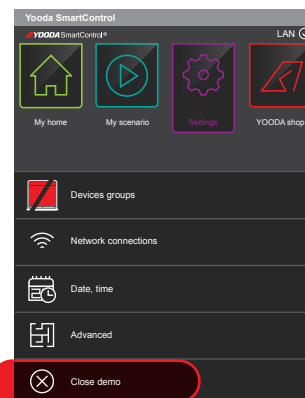 Yooda SmartControl
YOODA SmartControl® LAN
My home My scenario Settings YOODA shop
Devices groups
Network connections
Date, time
Advanced
Close demo